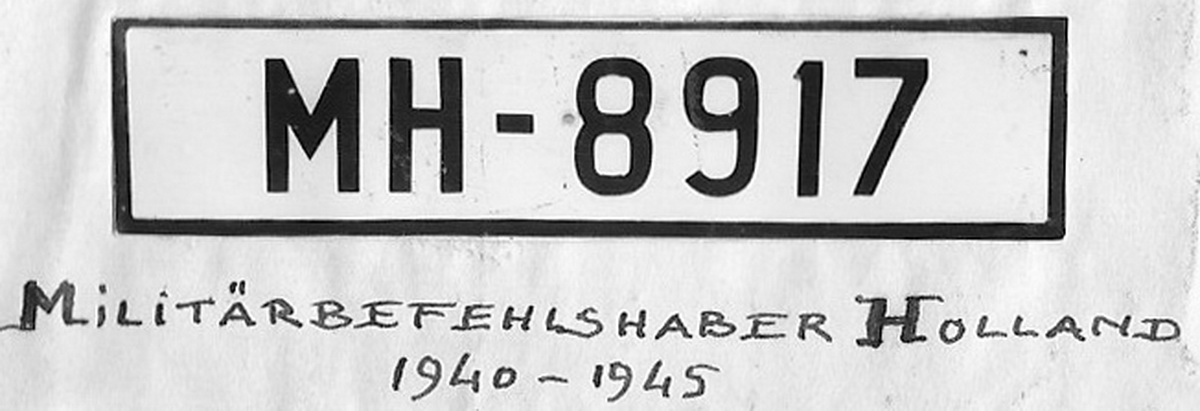 MH-8917
MiLiTÄRBEFEHLSHABER HOLLAND
1940 - 1945